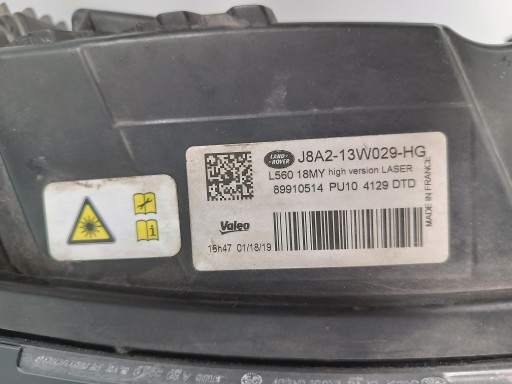 LAND ROVER
J8A2-13W029-HG
L560 18MY high version LASER
89910514 PU10 4129 DTD
MADE IN FRANCE
Valeo
15h47 01/18/19